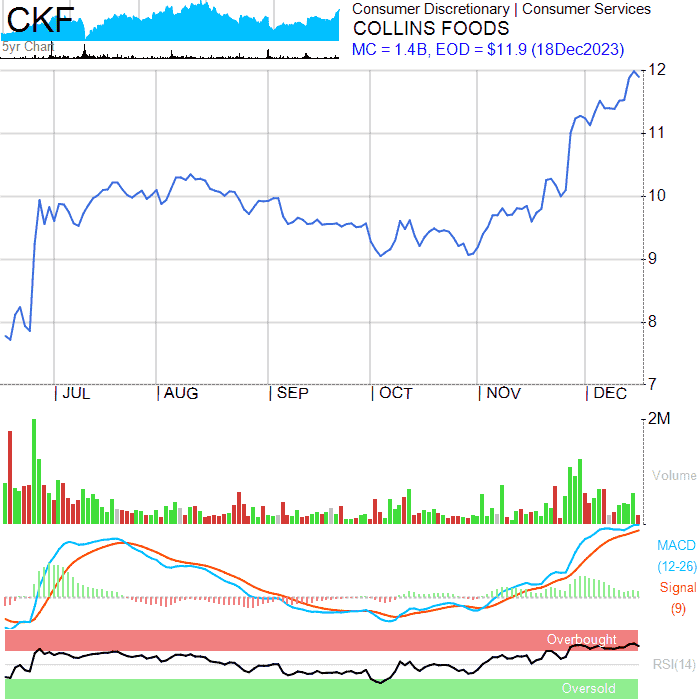 CKF
5yr Chart
Consumer Discretionary | Consumer Services
COLLINS FOODS
MC = 1.4B, EOD = $11.9 (18Dec2023)
12
11
10
9
8
7
| JUL | AUG | SEP | OCT | NOV | DEC
2M
Volume
MACD
(12-26)
Signal
(9)
Overbought
RSI(14)
Oversold